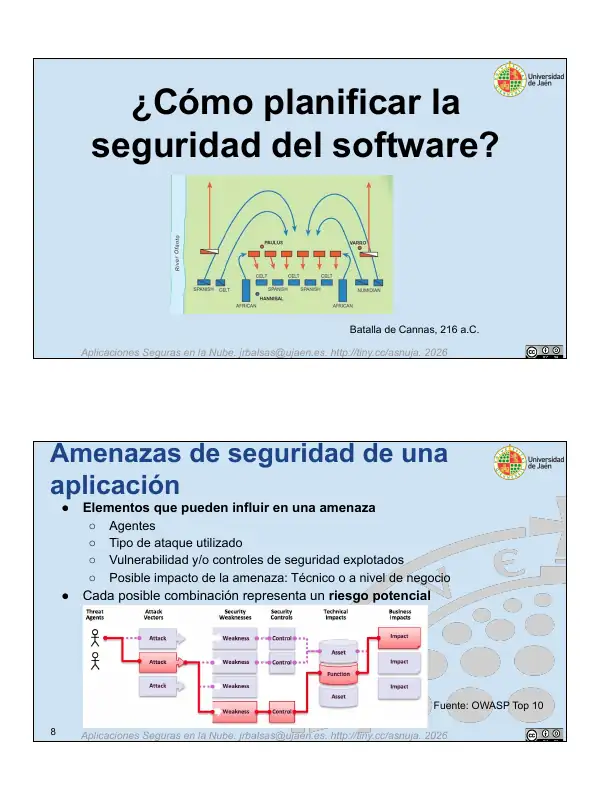 Universidad
de Jaén
¿Cómo planificar la
seguridad del software?
River Ofanto
PAULUS
VARRO
CELT
CELT
CELT
SPANISH
CELT
SPANISH
SPANISH
NUMIDIAN
HANNIBAL
AFRICAN
AFRICAN
Batalla de Cannas, 216 a.C.
Aplicaciones Seguras en la Nube. jrbalsas@ujaen.es. http://tiny.cc/asnuja. 2026
Amenazas de seguridad de una
aplicación
Universidad
de Jaén
● Elementos que pueden influir en una amenaza
○ Agentes
○ Tipo de ataque utilizado
○ Vulnerabilidad y/o controles de seguridad explotados
○ Posible impacto de la amenaza: Técnico o a nivel de negocio
● Cada posible combinación representa un riesgo potencial
Threat
Agents
Attack
Vectors
Security
Weaknesses
Security
Controls
Technical
Impacts
Business
Impacts
Attack
Weakness
Control
Impact
Asset
Attack
Weakness
Control
Impact
Function
Attack
Weakness
Impact
Asset
Weakness
Control
Fuente: OWASP Top 10
8
Aplicaciones Seguras en la Nube. jrbalsas@ujaen.es. http://tiny.cc/asnuja. 2026